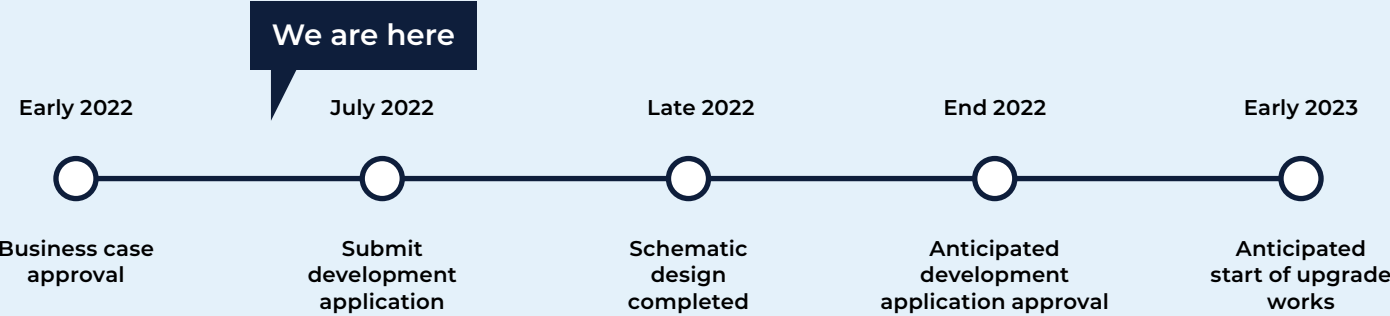 We are here
Early 2022
July 2022
Late 2022
End 2022
Early 2023
Business case
approval
Submit
development
application
Schematic
design
completed
Anticipated
development
application approval
Anticipated
start of upgrade
works